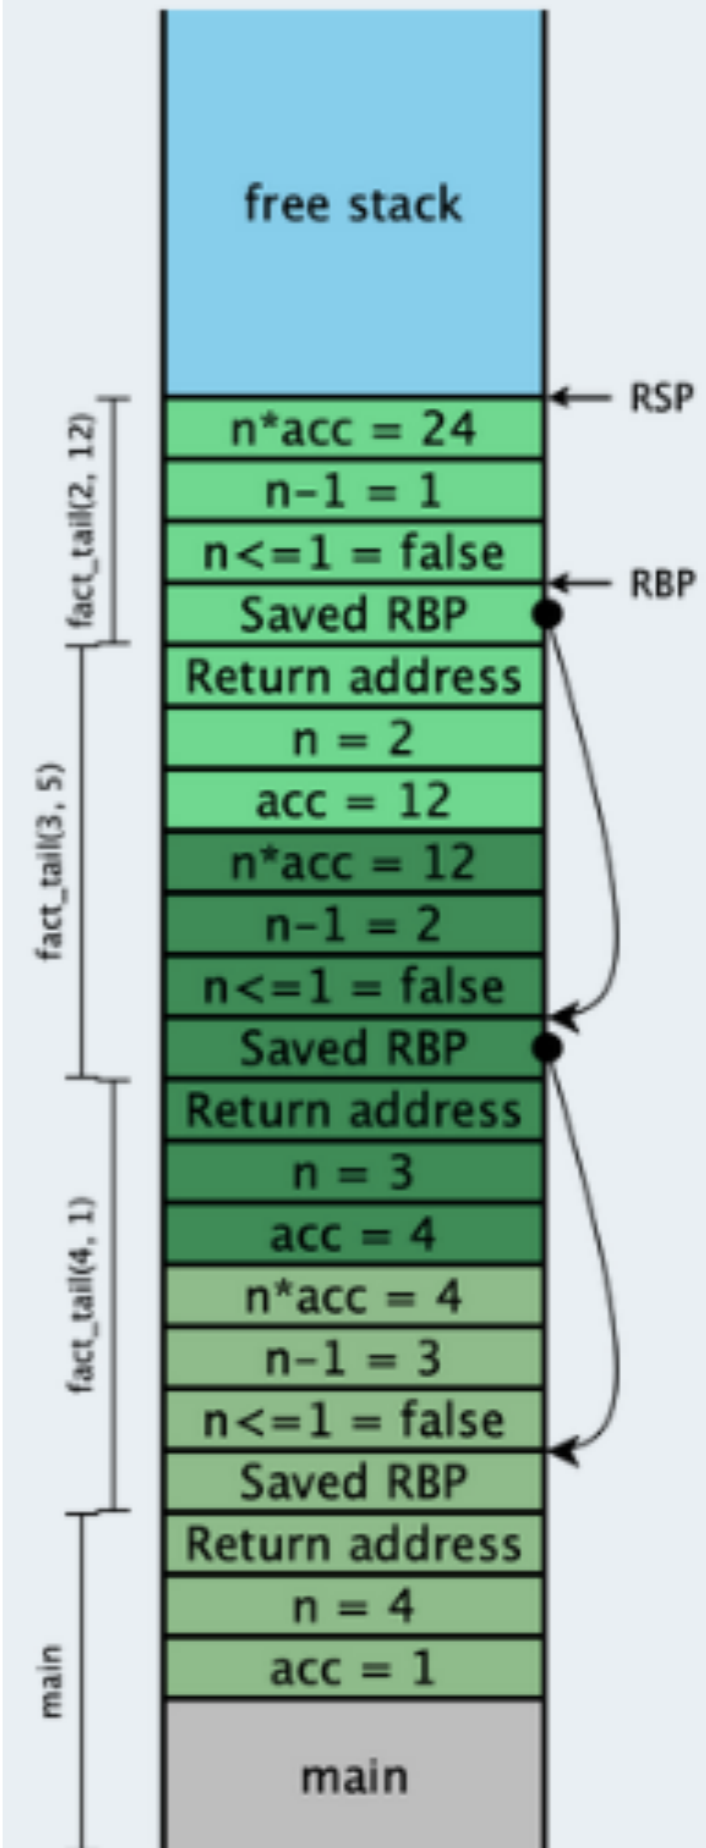 free stack
RSP
n*acc = 24
n-1 = 1
n<=1 = false
RBP
Saved RBP
fact_tail(2, 12)
Return address
n = 2
acc = 12
n*acc = 12
n-1 = 2
n<=1 = false
Saved RBP
fact_tail(3, 5)
Return address
n = 3
acc = 4
n*acc = 4
n-1 = 3
n<=1 = false
Saved RBP
fact_tail(4, 1)
Return address
n = 4
acc = 1
main
main